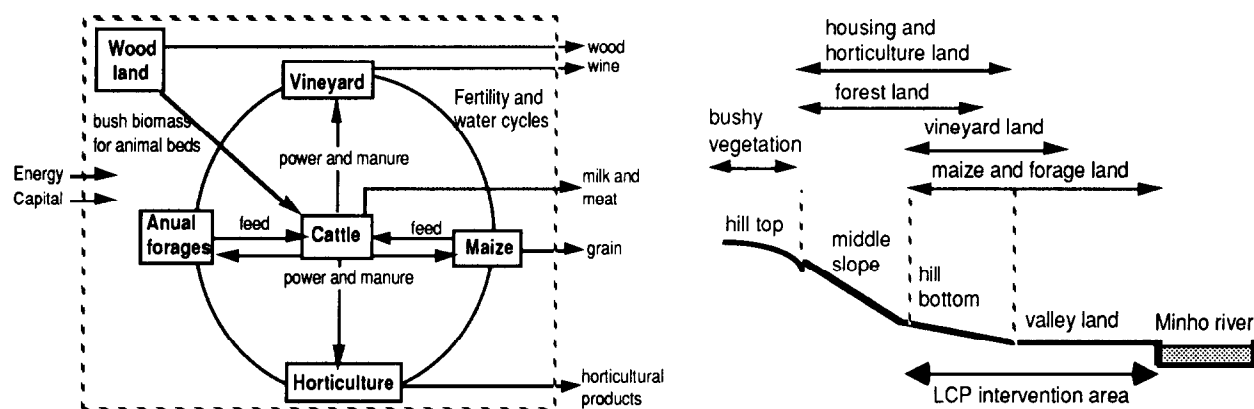 Wood
land
wood
wine
Vineyard
Fertility and
water cycles
bush biomass
for animal beds
power and manure
Energy
Capital
milk and
meat
Anual
forages
feed
Cattle
feed
Maize
grain
power and manure
Horticulture
horticultural
products
housing and
horticulture land
forest land
bushy
vegetation
vineyard land
maize and forage land
hill top
middle
slope
hill
bottom
valley land
Minho river
LCP intervention area